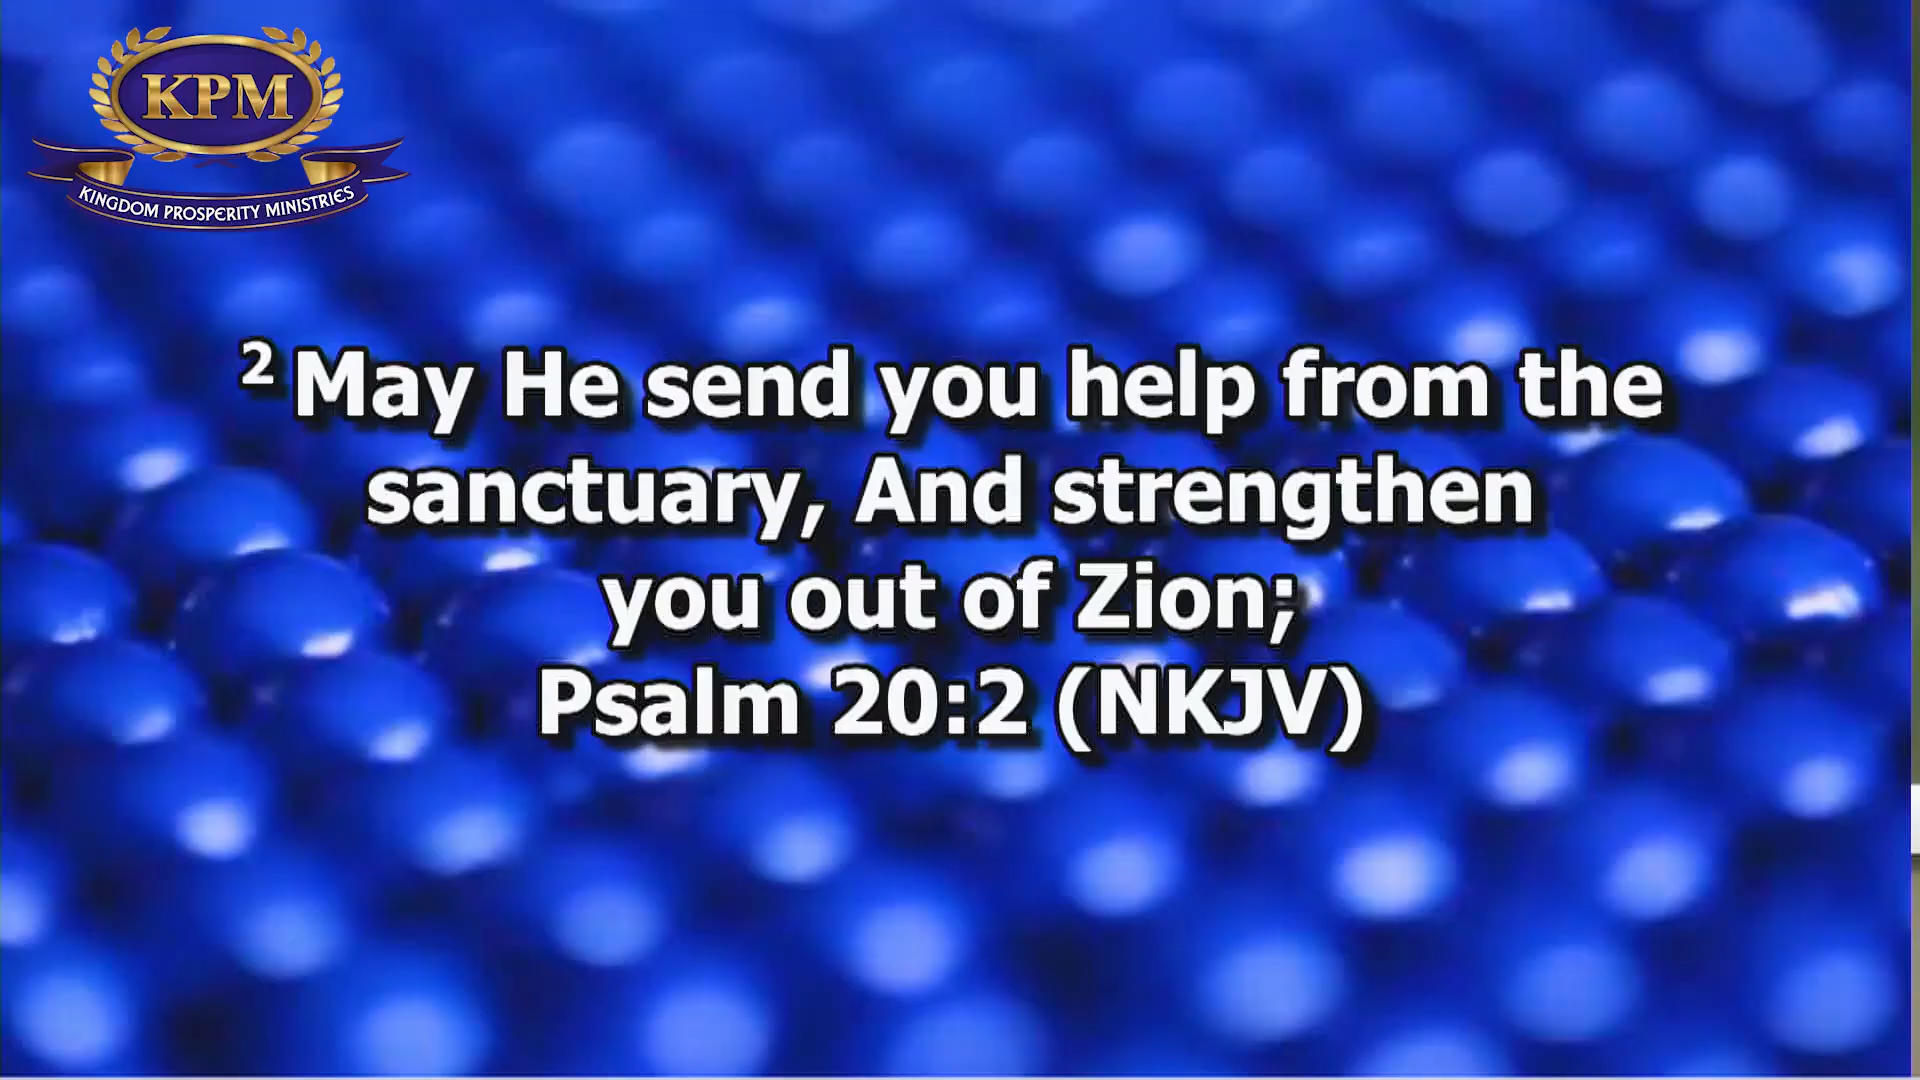 KPM
KINGDOM PROSPERITY MINISTRIES
2 May He send you help from the
sanctuary, And strengthen
you out of Zion;
Psalm 20:2 (NKJV)